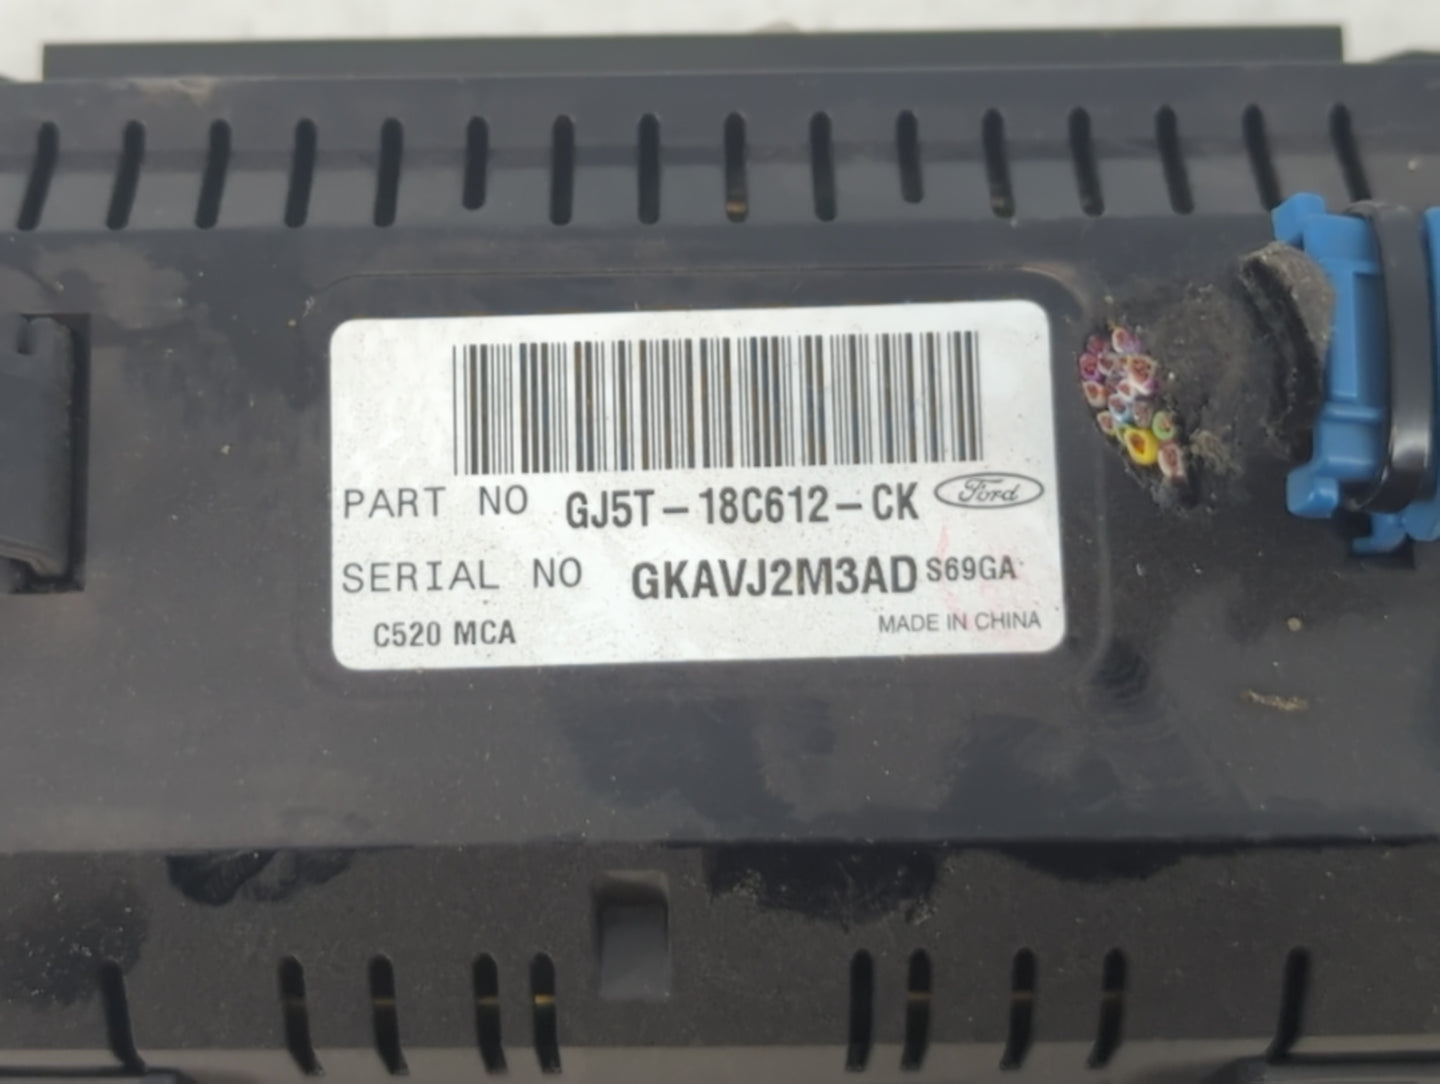 PART NO GJ5T-18C612-CK Ford
SERIAL NO GKAVJ2M3AD S69GA
C520 MCA MADE IN CHINA